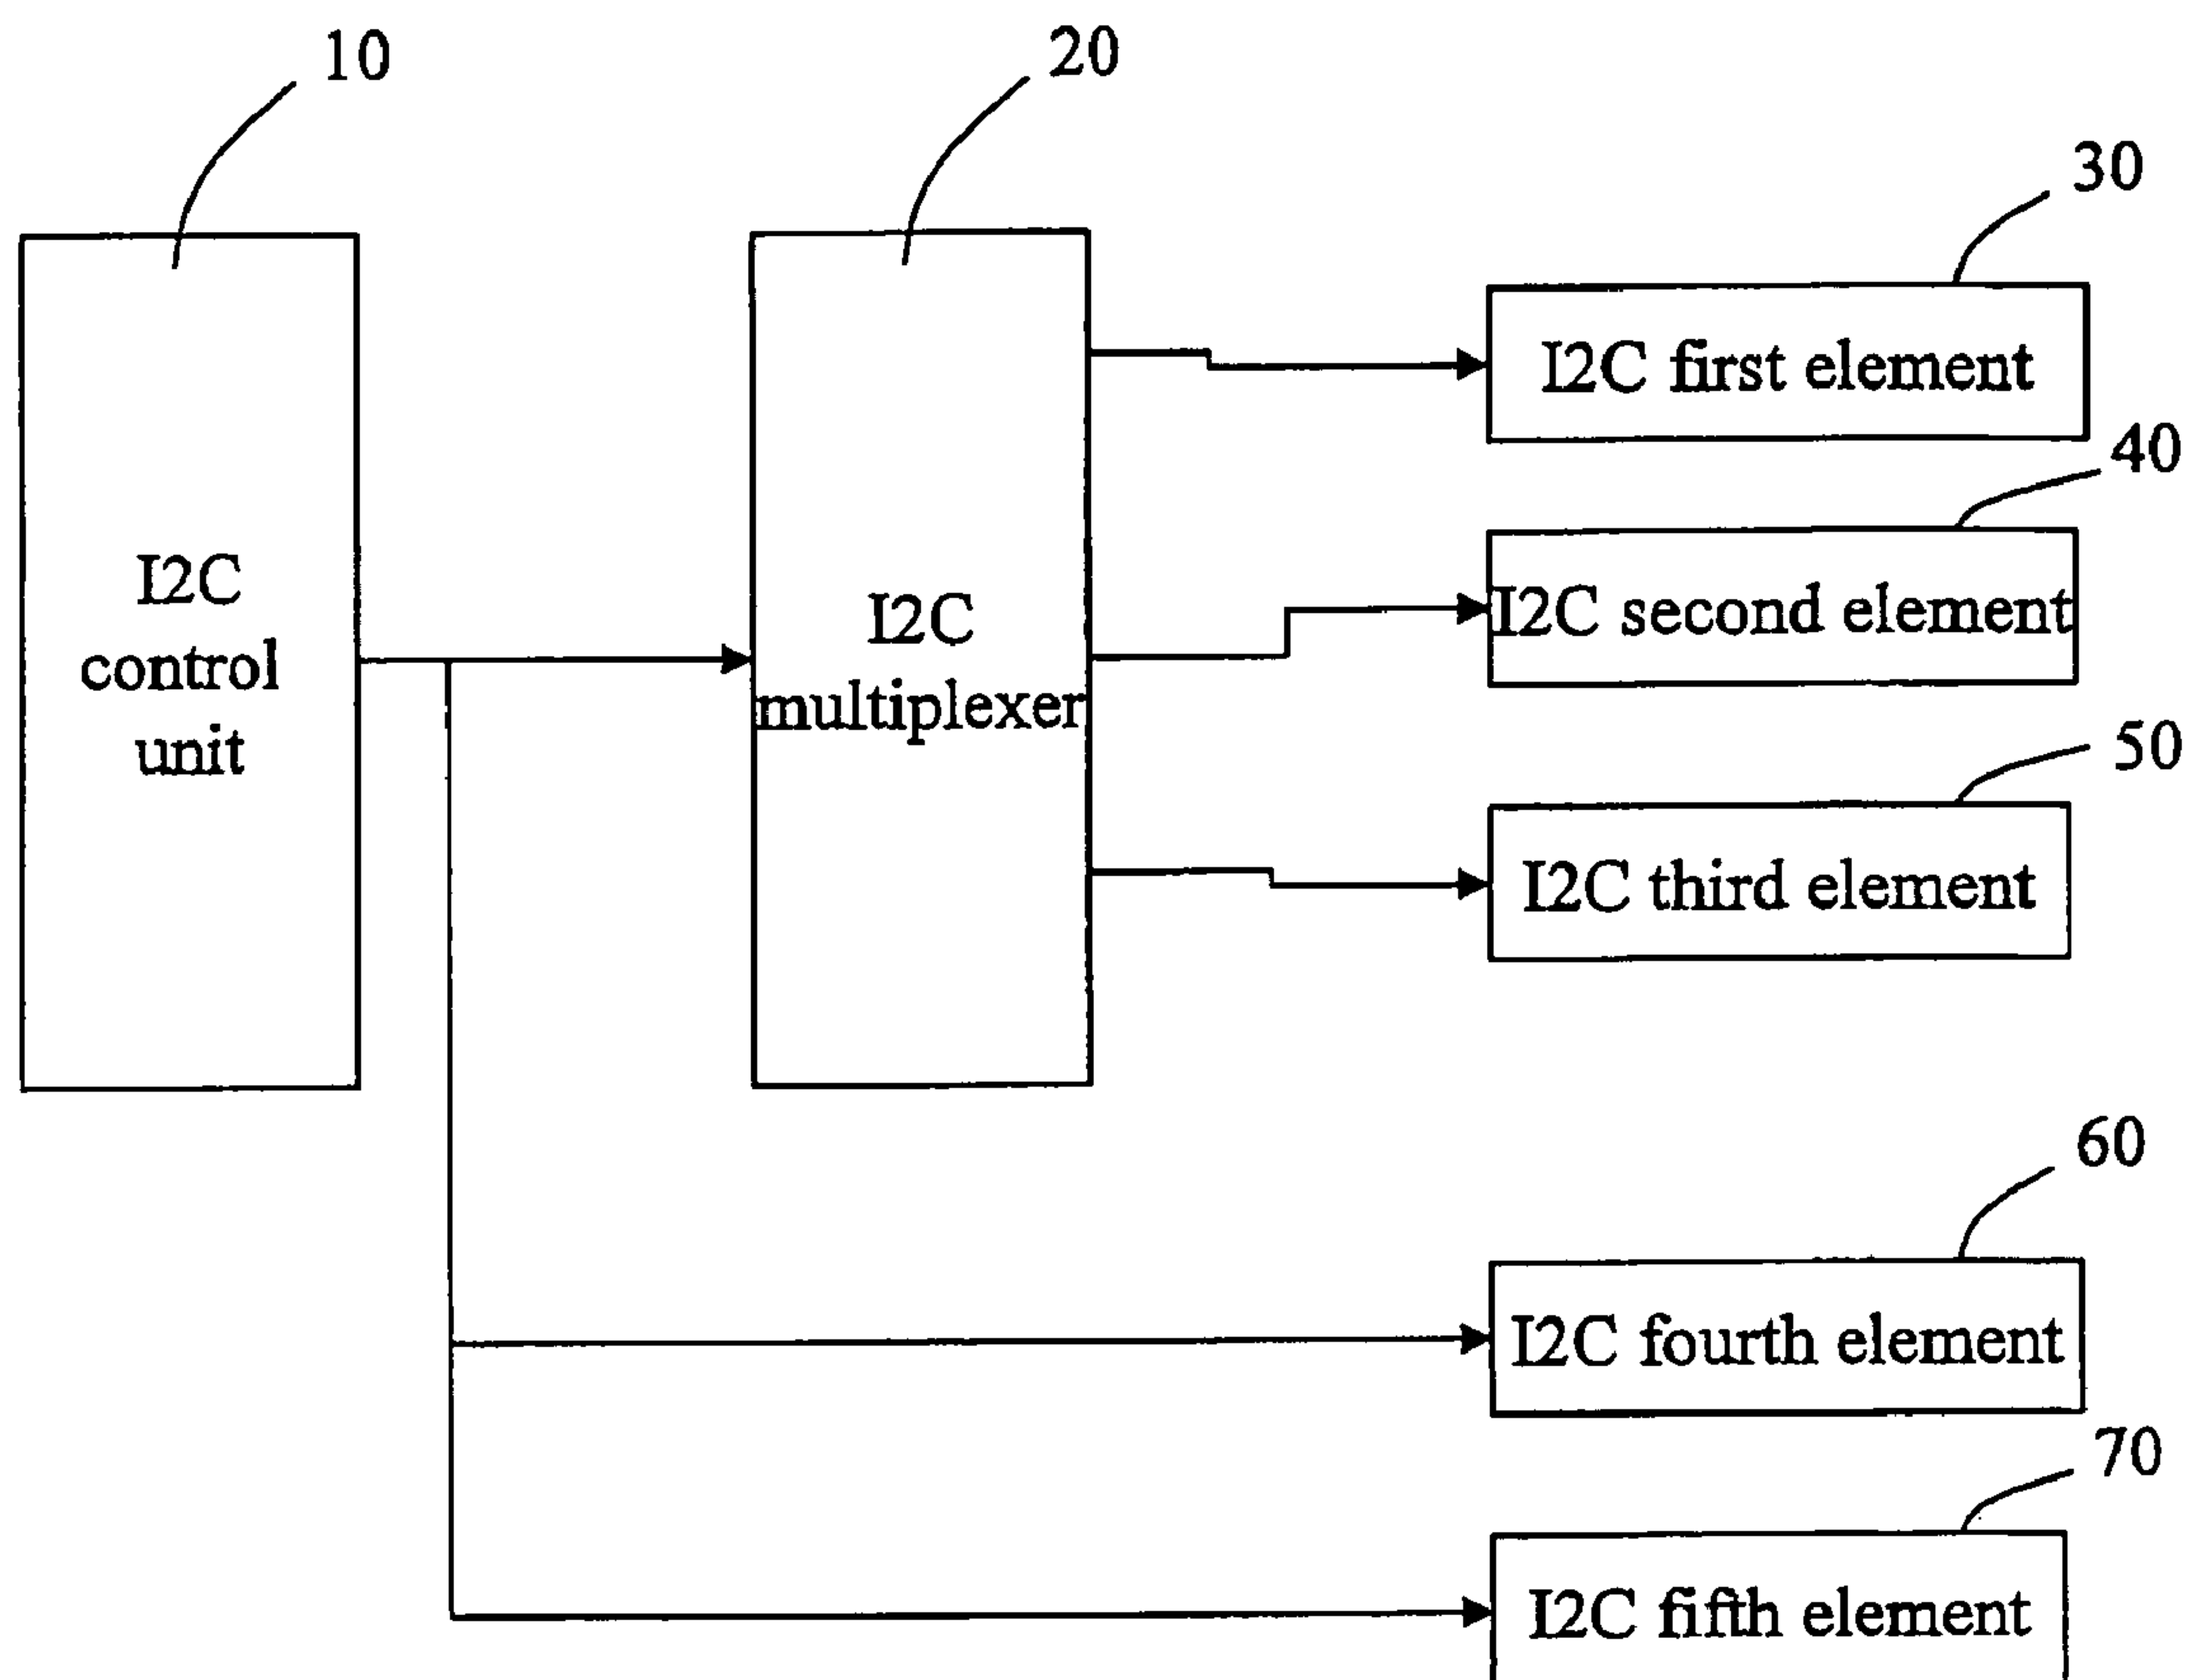 10
20
30
I2C first element
40
I2C
control
unit
I2C
multiplexer
I2C second element
50
I2C third element
60
I2C fourth element
70
I2C fifth element